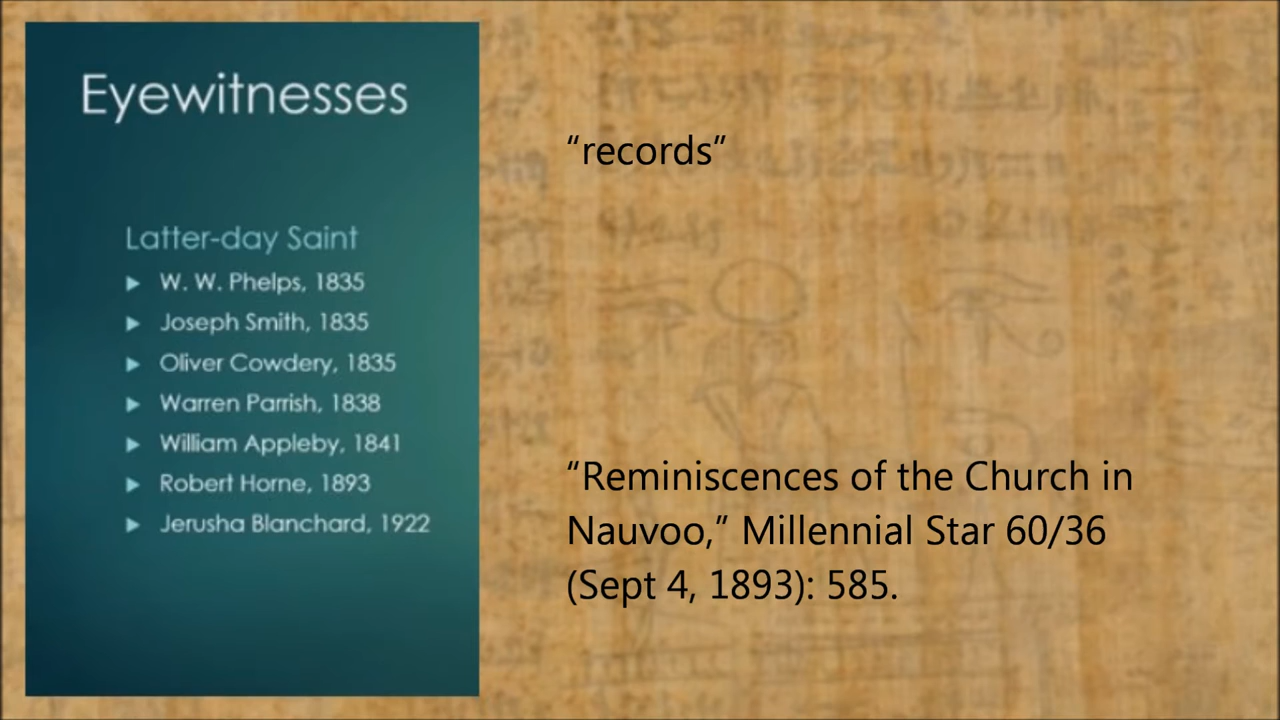 Eyewitnesses
Latter-day Saint
W. W. Phelps, 1835
Joseph Smith, 1835
Oliver Cowdery, 1835
Warren Parrish, 1838
William Appleby, 1841
Robert Horne, 1893
Jerusha Blanchard, 1922
“records”
“Reminiscences of the Church in
Nauvoo,” Millennial Star 60/36
(Sept 4, 1893): 585.